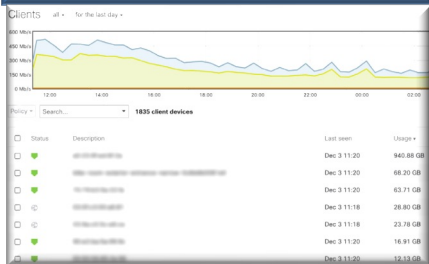 Clients all for the last day
600 Mb/s
450 Mb/s
300 Mb/s
150 Mb/s
0 Mb/s
12:00 14:00 16:00 18:00 20:00 22:00 00:00 02:00
Policy Search... 1835 client devices
Status Description Last seen Usage
Dec 3 11:20 940.88 GB
Dec 3 11:20 68.20 GB
Dec 3 11:20 63.71 GB
Dec 3 11:18 28.80 GB
Dec 3 11:18 23.78 GB
Dec 3 11:20 16.91 GB
Dec 3 11:20 12.13 GB